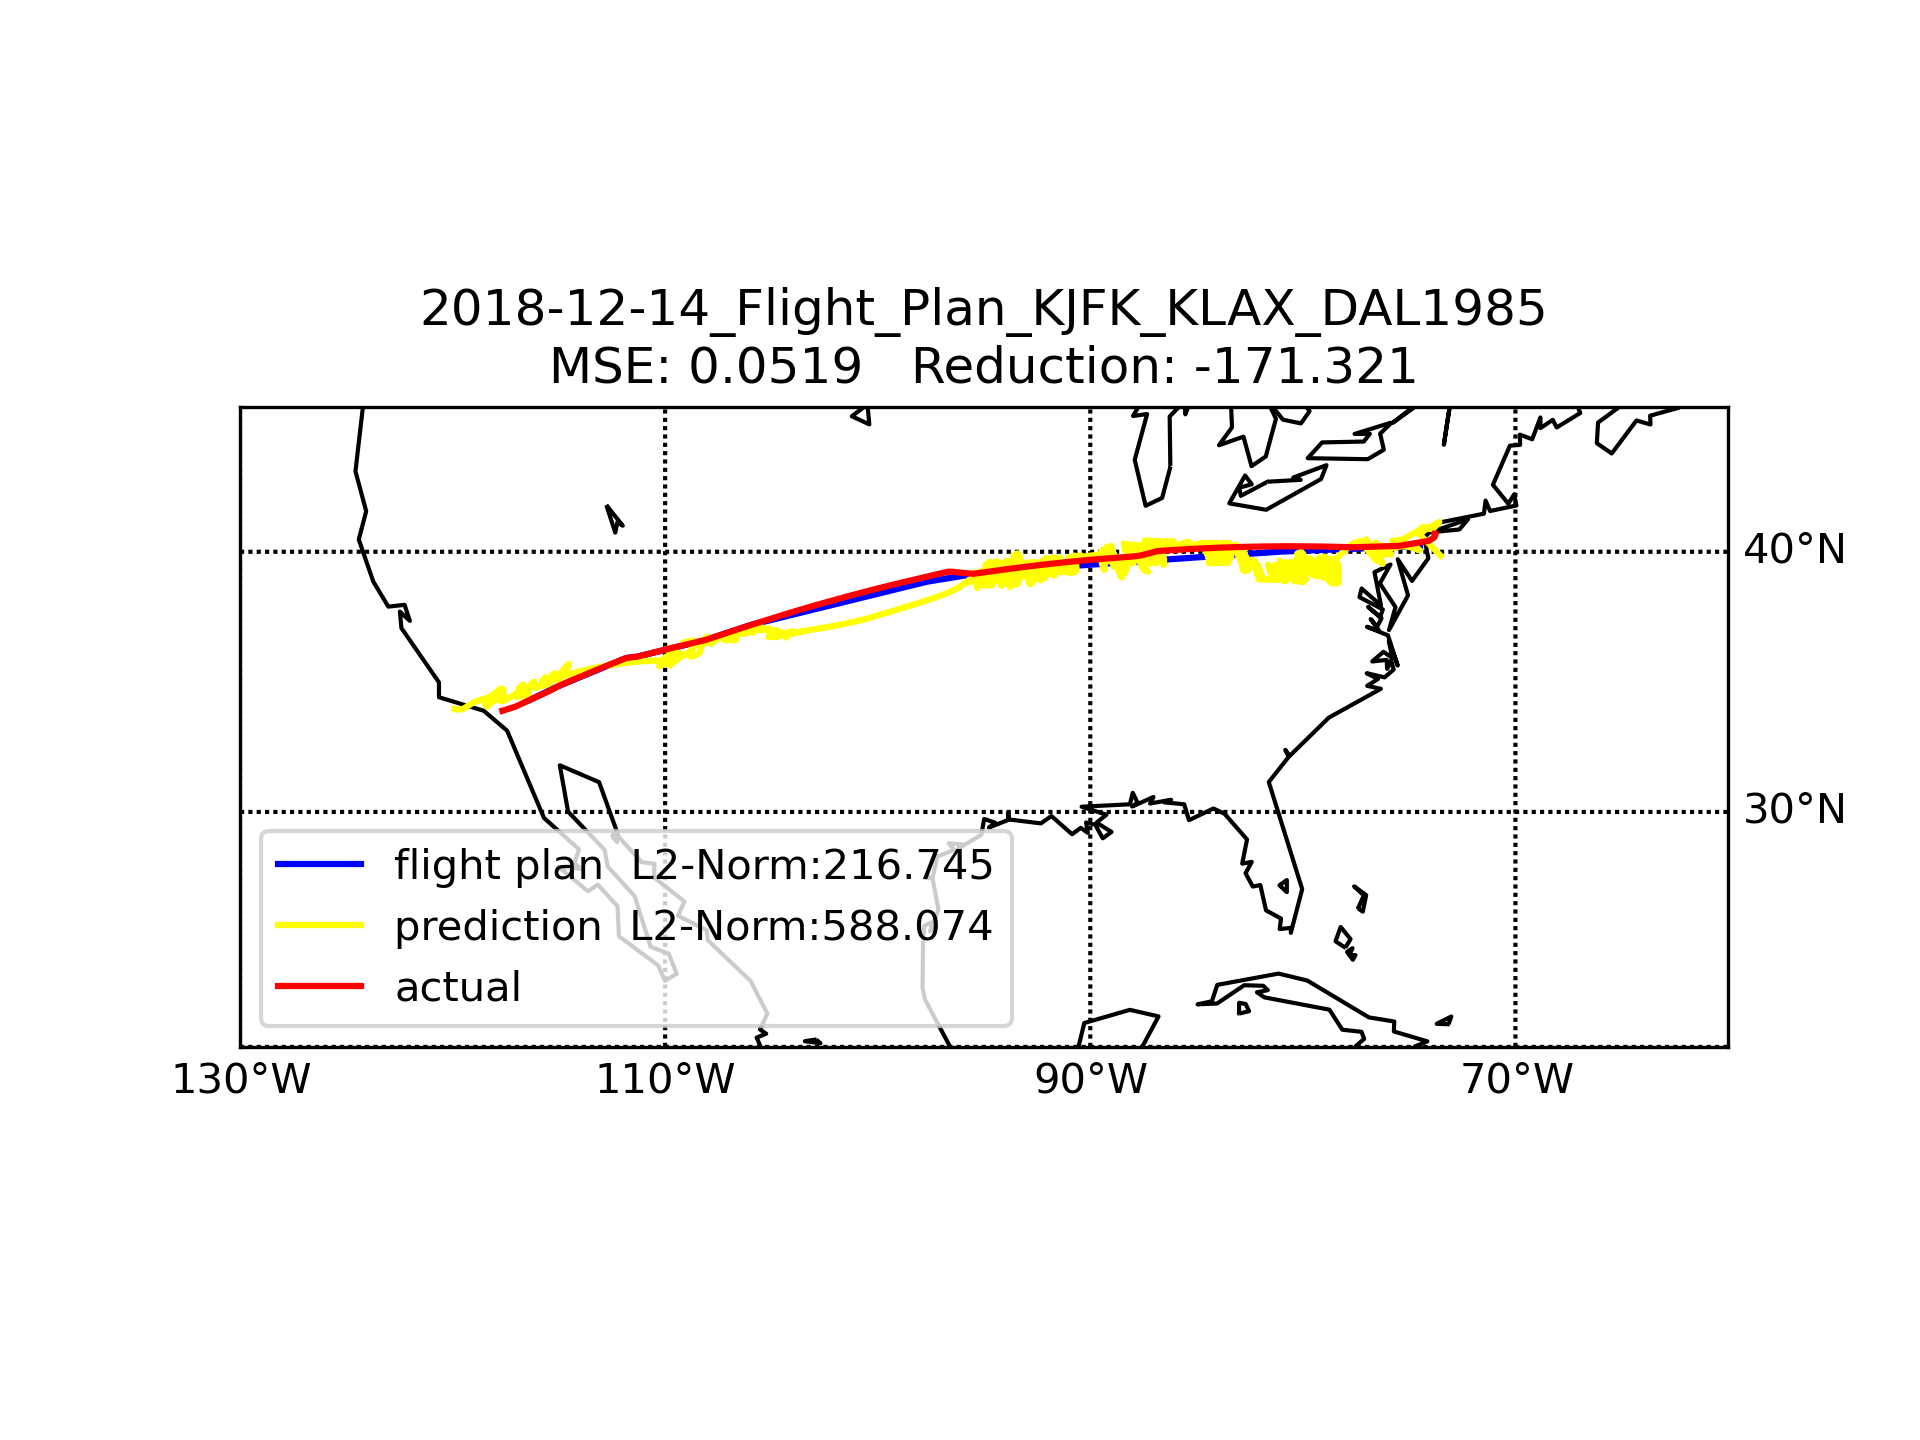 2018-12-14_Flight_Plan_KJFK_KLAX_DAL1985
MSE: 0.0519   Reduction: -171.321
40°N
30°N
flight plan  L2-Norm:216.745
prediction  L2-Norm:588.074
actual
130°W
110°W
90°W
70°W